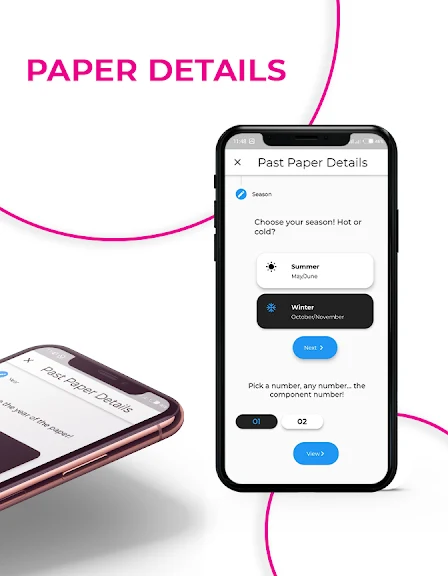 PAPER DETAILS
11:48
Past Paper Details
Season
Choose your season! Hot or
cold?
Summer
May/June
Winter
October/November
Next >
Pick a number, any number... the
component number!
01
02
View >
Past Paper Details
Year
the year of the paper!